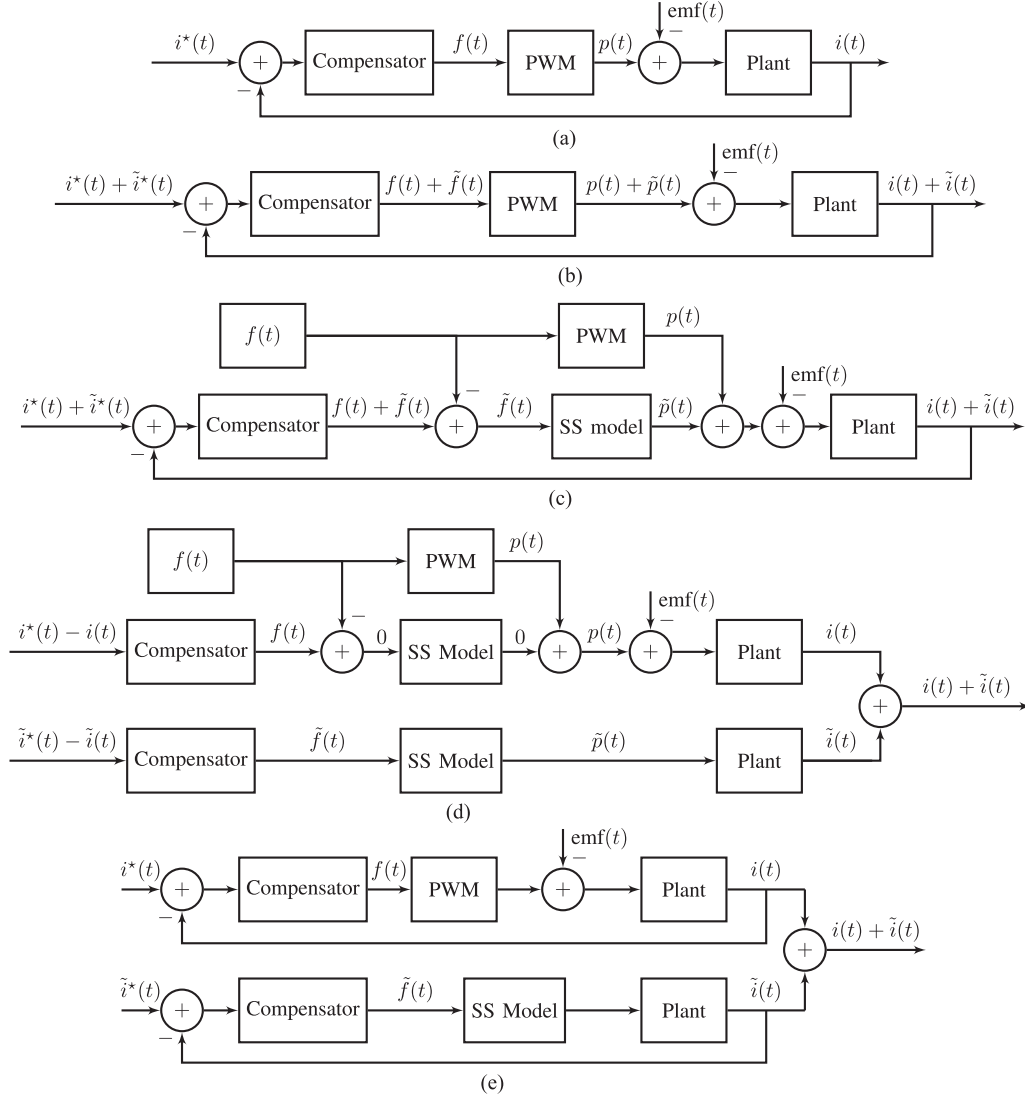 i⋆(t) + − Compensator f(t) PWM p(t) + emf(t) − Plant i(t)
(a)
i⋆(t) + ĩ⋆(t) + − Compensator f(t) + f̃(t) PWM p(t) + p̃(t) + emf(t) − Plant i(t) + ĩ(t)
(b)
f(t) PWM p(t)
i⋆(t) + ĩ⋆(t) + − Compensator f(t) + f̃(t) − + f̃(t) SS model p̃(t) + + emf(t) − Plant i(t) + ĩ(t)
(c)
f(t) PWM p(t)
i⋆(t) − i(t) Compensator f(t) − + 0 SS Model 0 + p(t) + emf(t) − Plant i(t)
+ i(t) + ĩ(t)
ĩ⋆(t) − ĩ(t) Compensator f̃(t) SS Model p̃(t) Plant ĩ(t)
(d)
i⋆(t) + − Compensator f(t) PWM + emf(t) − Plant i(t)
+ i(t) + ĩ(t)
ĩ⋆(t) + − Compensator f̃(t) SS Model Plant ĩ(t)
(e)